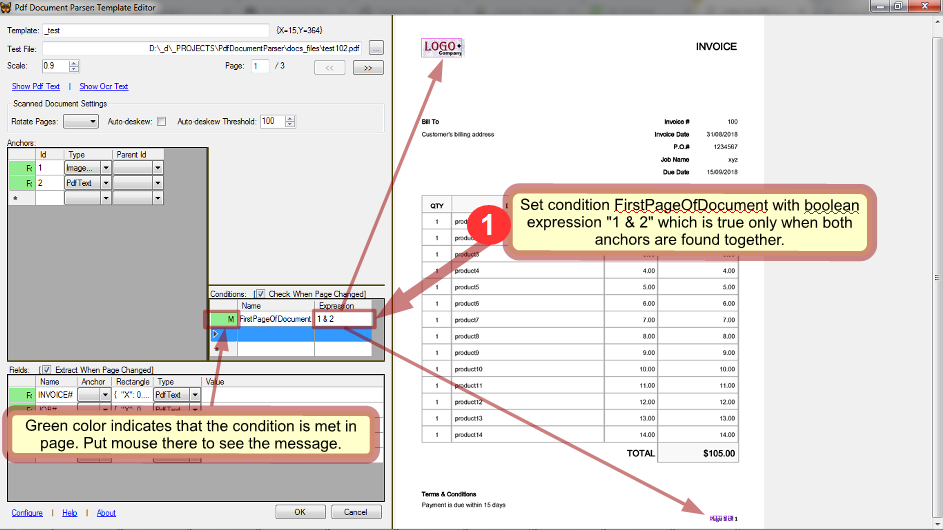 Pdf Document Parser: Template Editor
Template: _test {X=15,Y=364}
Test File: D:\_d\_PROJECTS\PdfDocumentParser\docs_files\test102.pdf ...
Scale: 0.9 Page: 1 / 3 << >>
Show Pdf Text | Show Ocr Text
Scanned Document Settings
Rotate Pages: Auto-deskew: Auto-deskew Threshold: 100
Anchors:
Id Type Parent Id
F: 1 Image...
F: 2 PdfText
*
Conditions: [ Check When Page Changed]
Name Expression
M FirstPageOfDocument 1 & 2
Fields: [ Extract When Page Changed]
Name Anchor Rectangle Type Value
F: INVOICE# { "X": 0.... PdfText
Green color indicates that the condition is met in
page. Put mouse there to see the message.
Configure | Help | About OK Cancel
LOGO
Company
INVOICE
Bill To
Customer's billing address
Invoice # 100
Invoice Date 31/08/2018
P.O.# 1234567
Job Name xyz
Due Date 15/09/2018
1
Set condition FirstPageOfDocument with boolean
expression "1 & 2" which is true only when both
anchors are found together.
QTY
1
1
1
1 product4 4.00 4.00
1 product5 5.00 5.00
1 product6 6.00 6.00
1 product7 7.00 7.00
1 product8 8.00 8.00
1 product9 9.00 9.00
1 product10 10.00 10.00
1 product11 11.00 11.00
1 product12 12.00 12.00
1 product13 13.00 13.00
1 product14 14.00 14.00
TOTAL $105.00
Terms & Conditions
Payment is due within 15 days